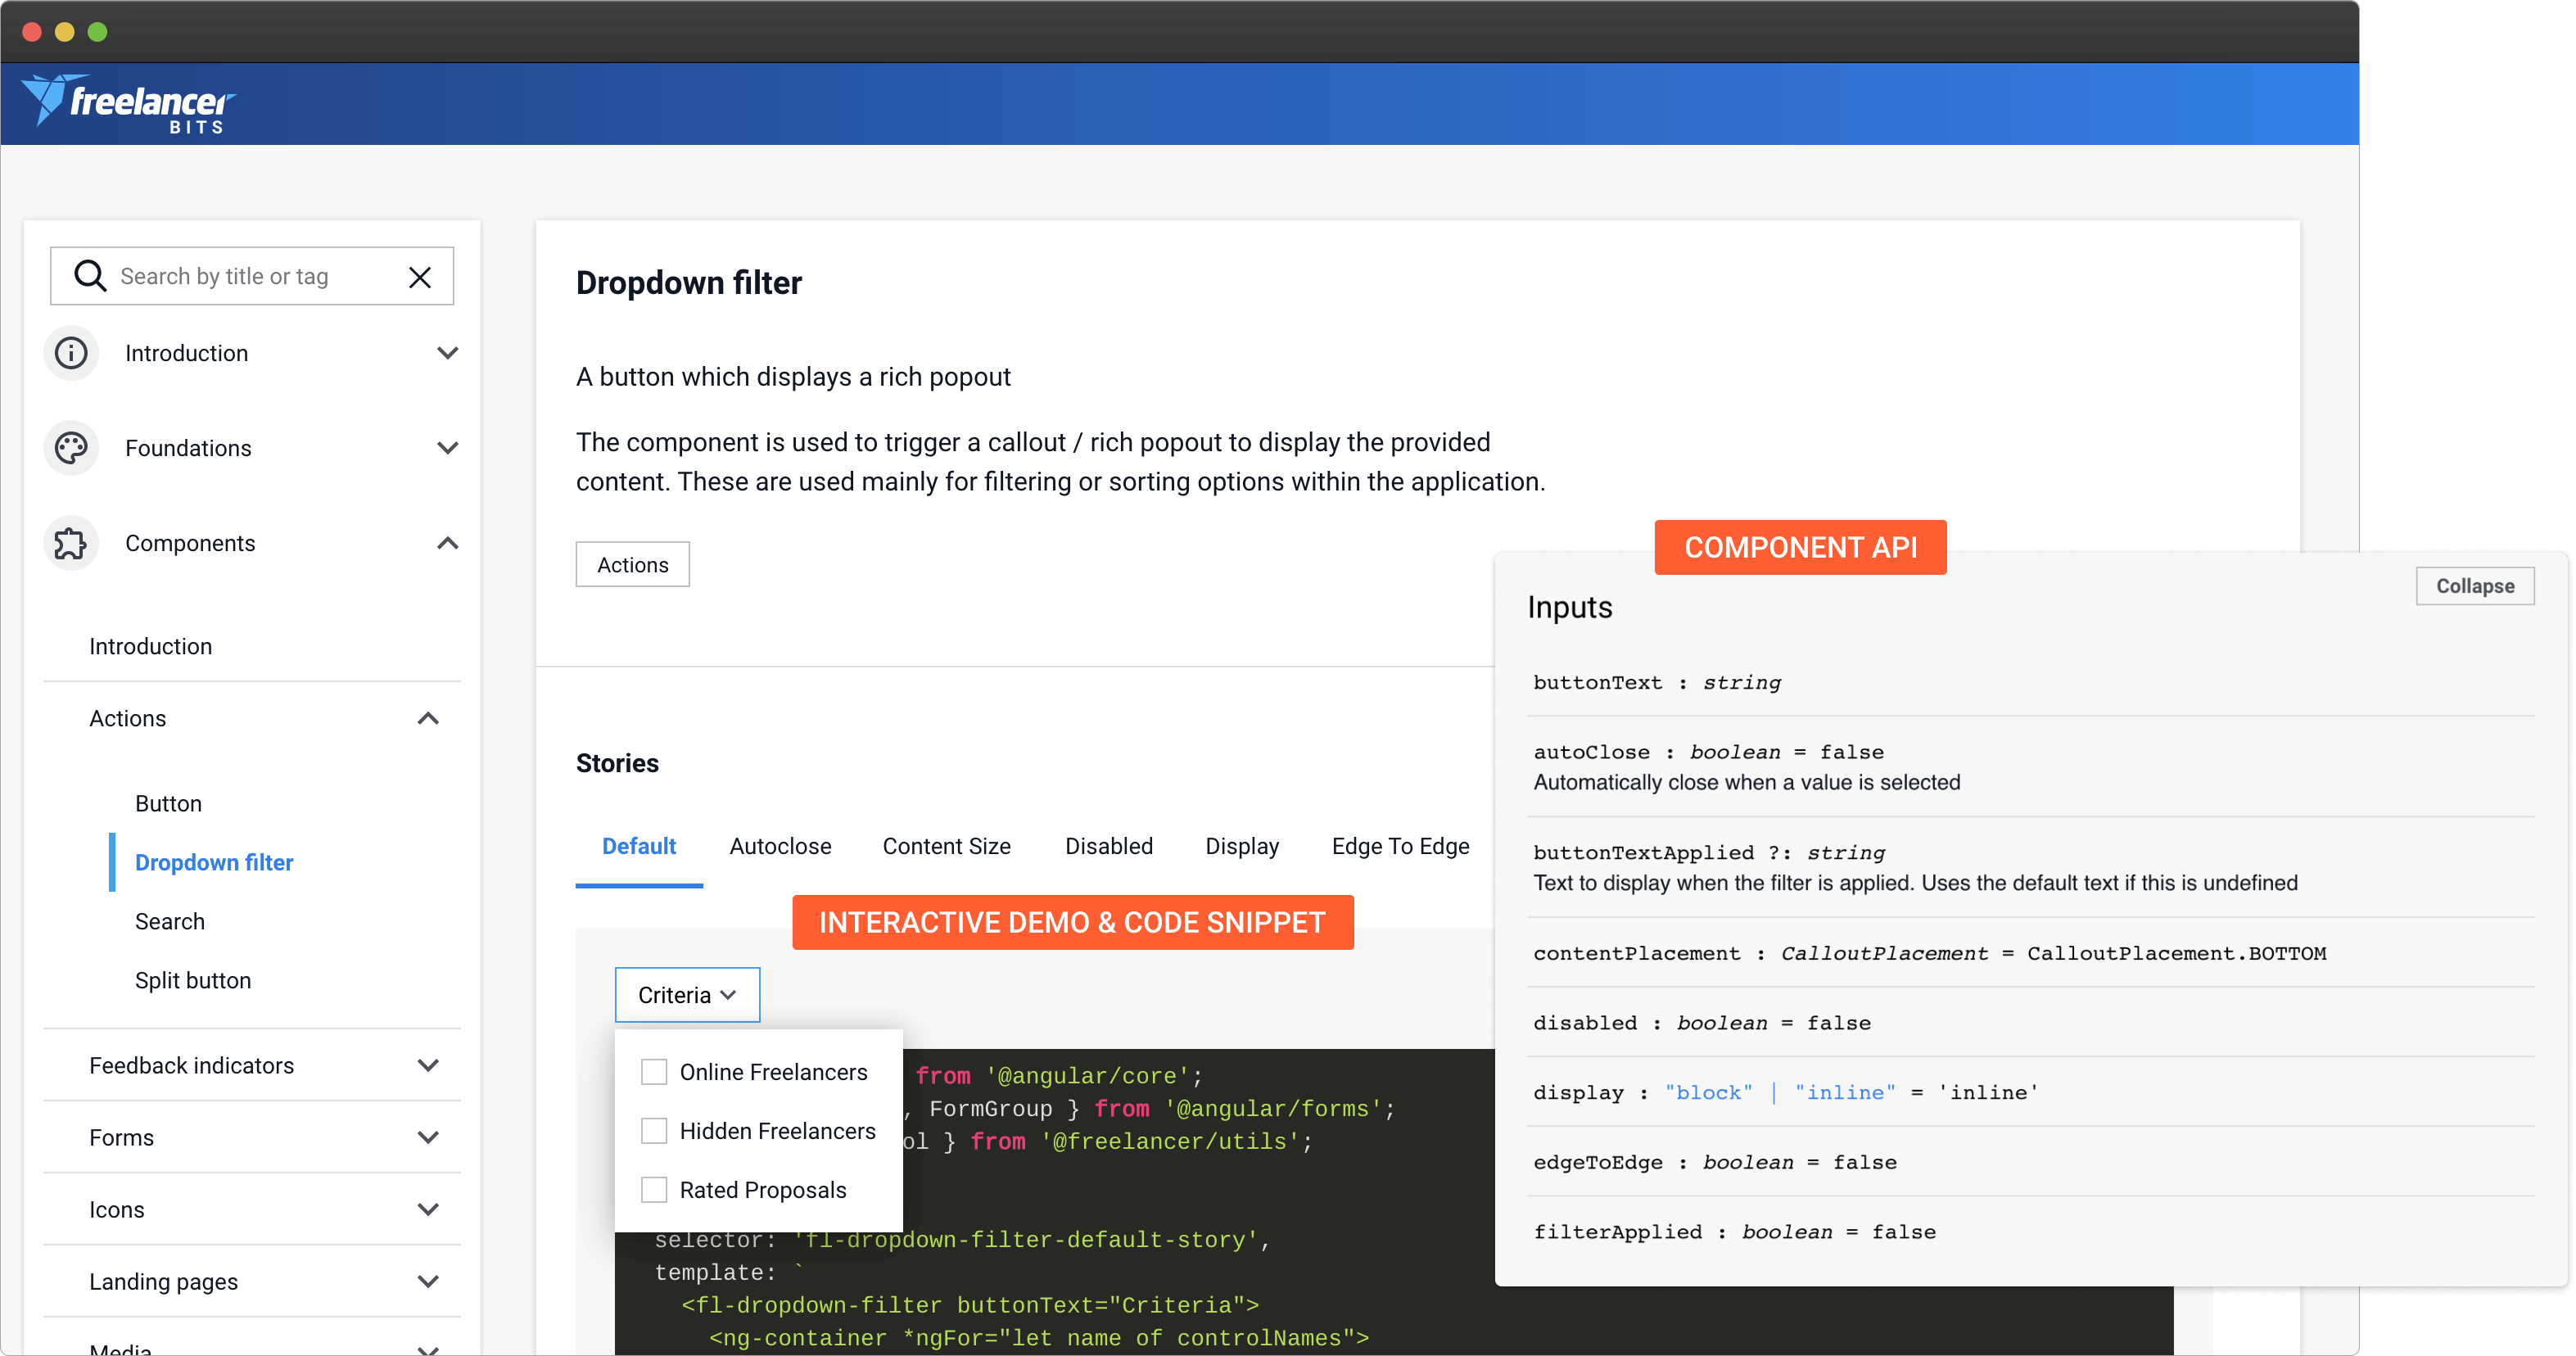 freelancer
BITS
Search by title or tag
Introduction
Foundations
Components
Introduction
Actions
Button
Dropdown filter
Search
Split button
Feedback indicators
Forms
Icons
Landing pages
Media
Dropdown filter
A button which displays a rich popout
The component is used to trigger a callout / rich popout to display the provided
content. These are used mainly for filtering or sorting options within the application.
Actions
Stories
Default Autoclose Content Size Disabled Display Edge To Edge
INTERACTIVE DEMO & CODE SNIPPET
Criteria
Online Freelancers
Hidden Freelancers
Rated Proposals
from '@angular/core';
, FormGroup } from '@angular/forms';
ol } from '@freelancer/utils';
selector: 'fl-dropdown-filter-default-story',
template: `
<fl-dropdown-filter buttonText="Criteria">
<ng-container *ngFor="let name of controlNames">
COMPONENT API
Collapse
Inputs
buttonText : string
autoClose : boolean = false
Automatically close when a value is selected
buttonTextApplied ?: string
Text to display when the filter is applied. Uses the default text if this is undefined
contentPlacement : CalloutPlacement = CalloutPlacement.BOTTOM
disabled : boolean = false
display : "block" | "inline" = 'inline'
edgeToEdge : boolean = false
filterApplied : boolean = false